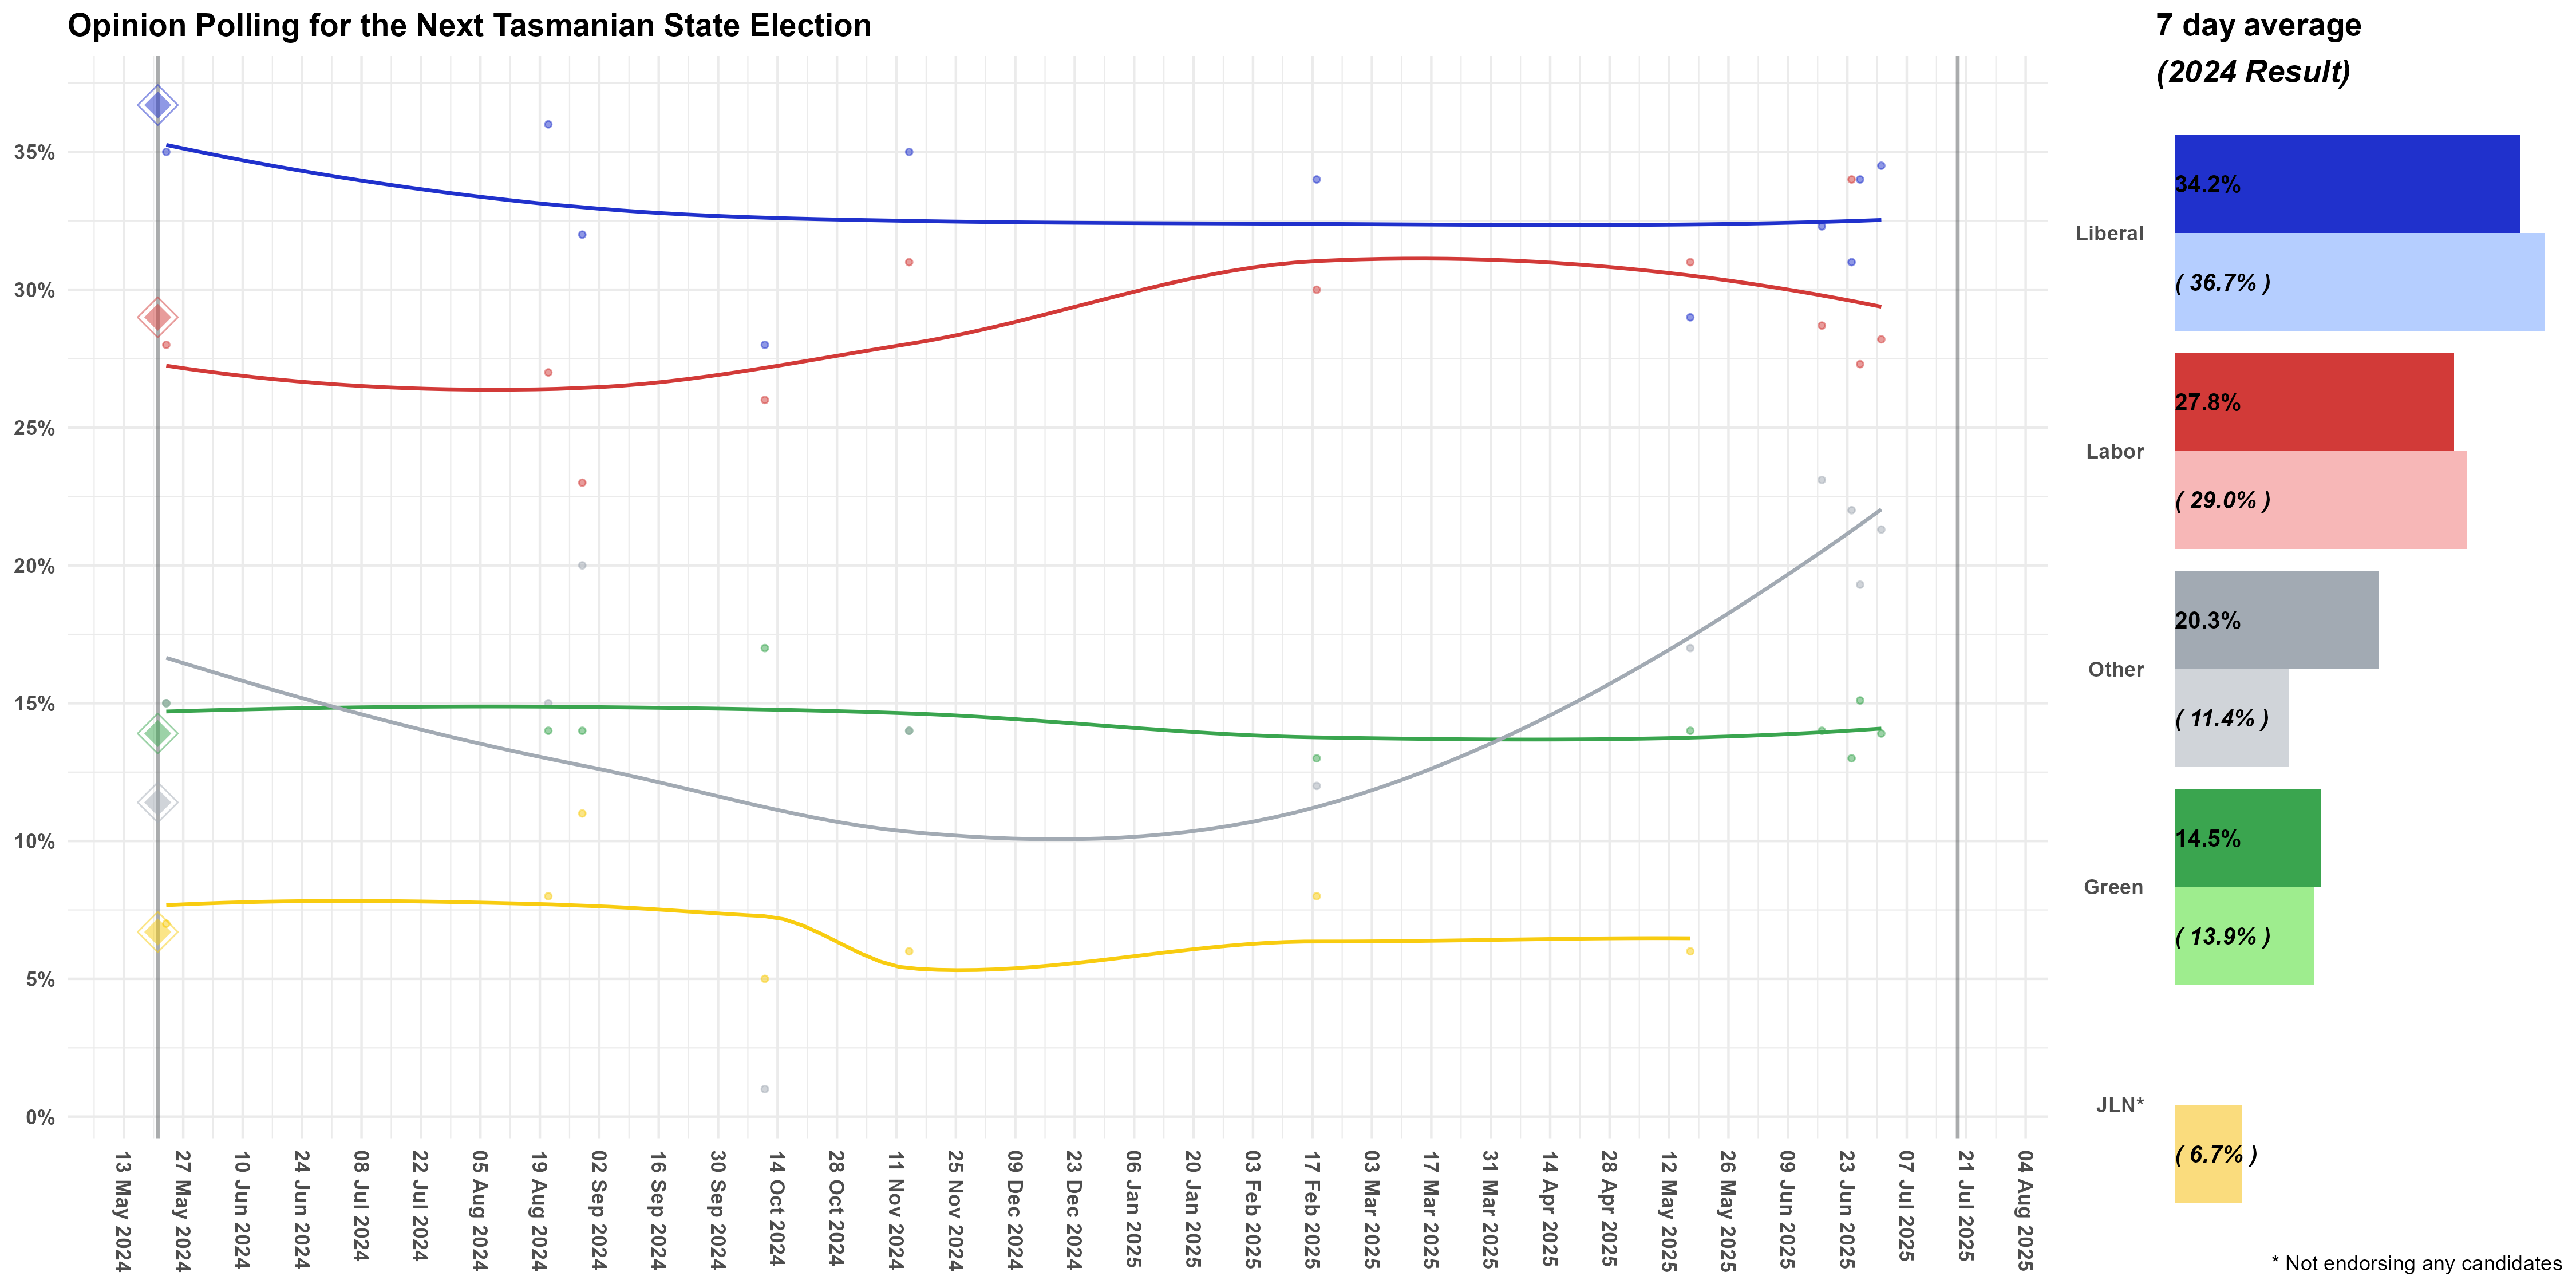 Opinion Polling for the Next Tasmanian State Election
7 day average
(2024 Result)
35%
30%
25%
20%
15%
10%
5%
0%
13 May 2024
27 May 2024
10 Jun 2024
24 Jun 2024
08 Jul 2024
22 Jul 2024
05 Aug 2024
19 Aug 2024
02 Sep 2024
16 Sep 2024
30 Sep 2024
14 Oct 2024
28 Oct 2024
11 Nov 2024
25 Nov 2024
09 Dec 2024
23 Dec 2024
06 Jan 2025
20 Jan 2025
03 Feb 2025
17 Feb 2025
03 Mar 2025
17 Mar 2025
31 Mar 2025
14 Apr 2025
28 Apr 2025
12 May 2025
26 May 2025
09 Jun 2025
23 Jun 2025
07 Jul 2025
21 Jul 2025
04 Aug 2025
Liberal
34.2%
( 36.7% )
Labor
27.8%
( 29.0% )
Other
20.3%
( 11.4% )
Green
14.5%
( 13.9% )
JLN*
( 6.7% )
* Not endorsing any candidates